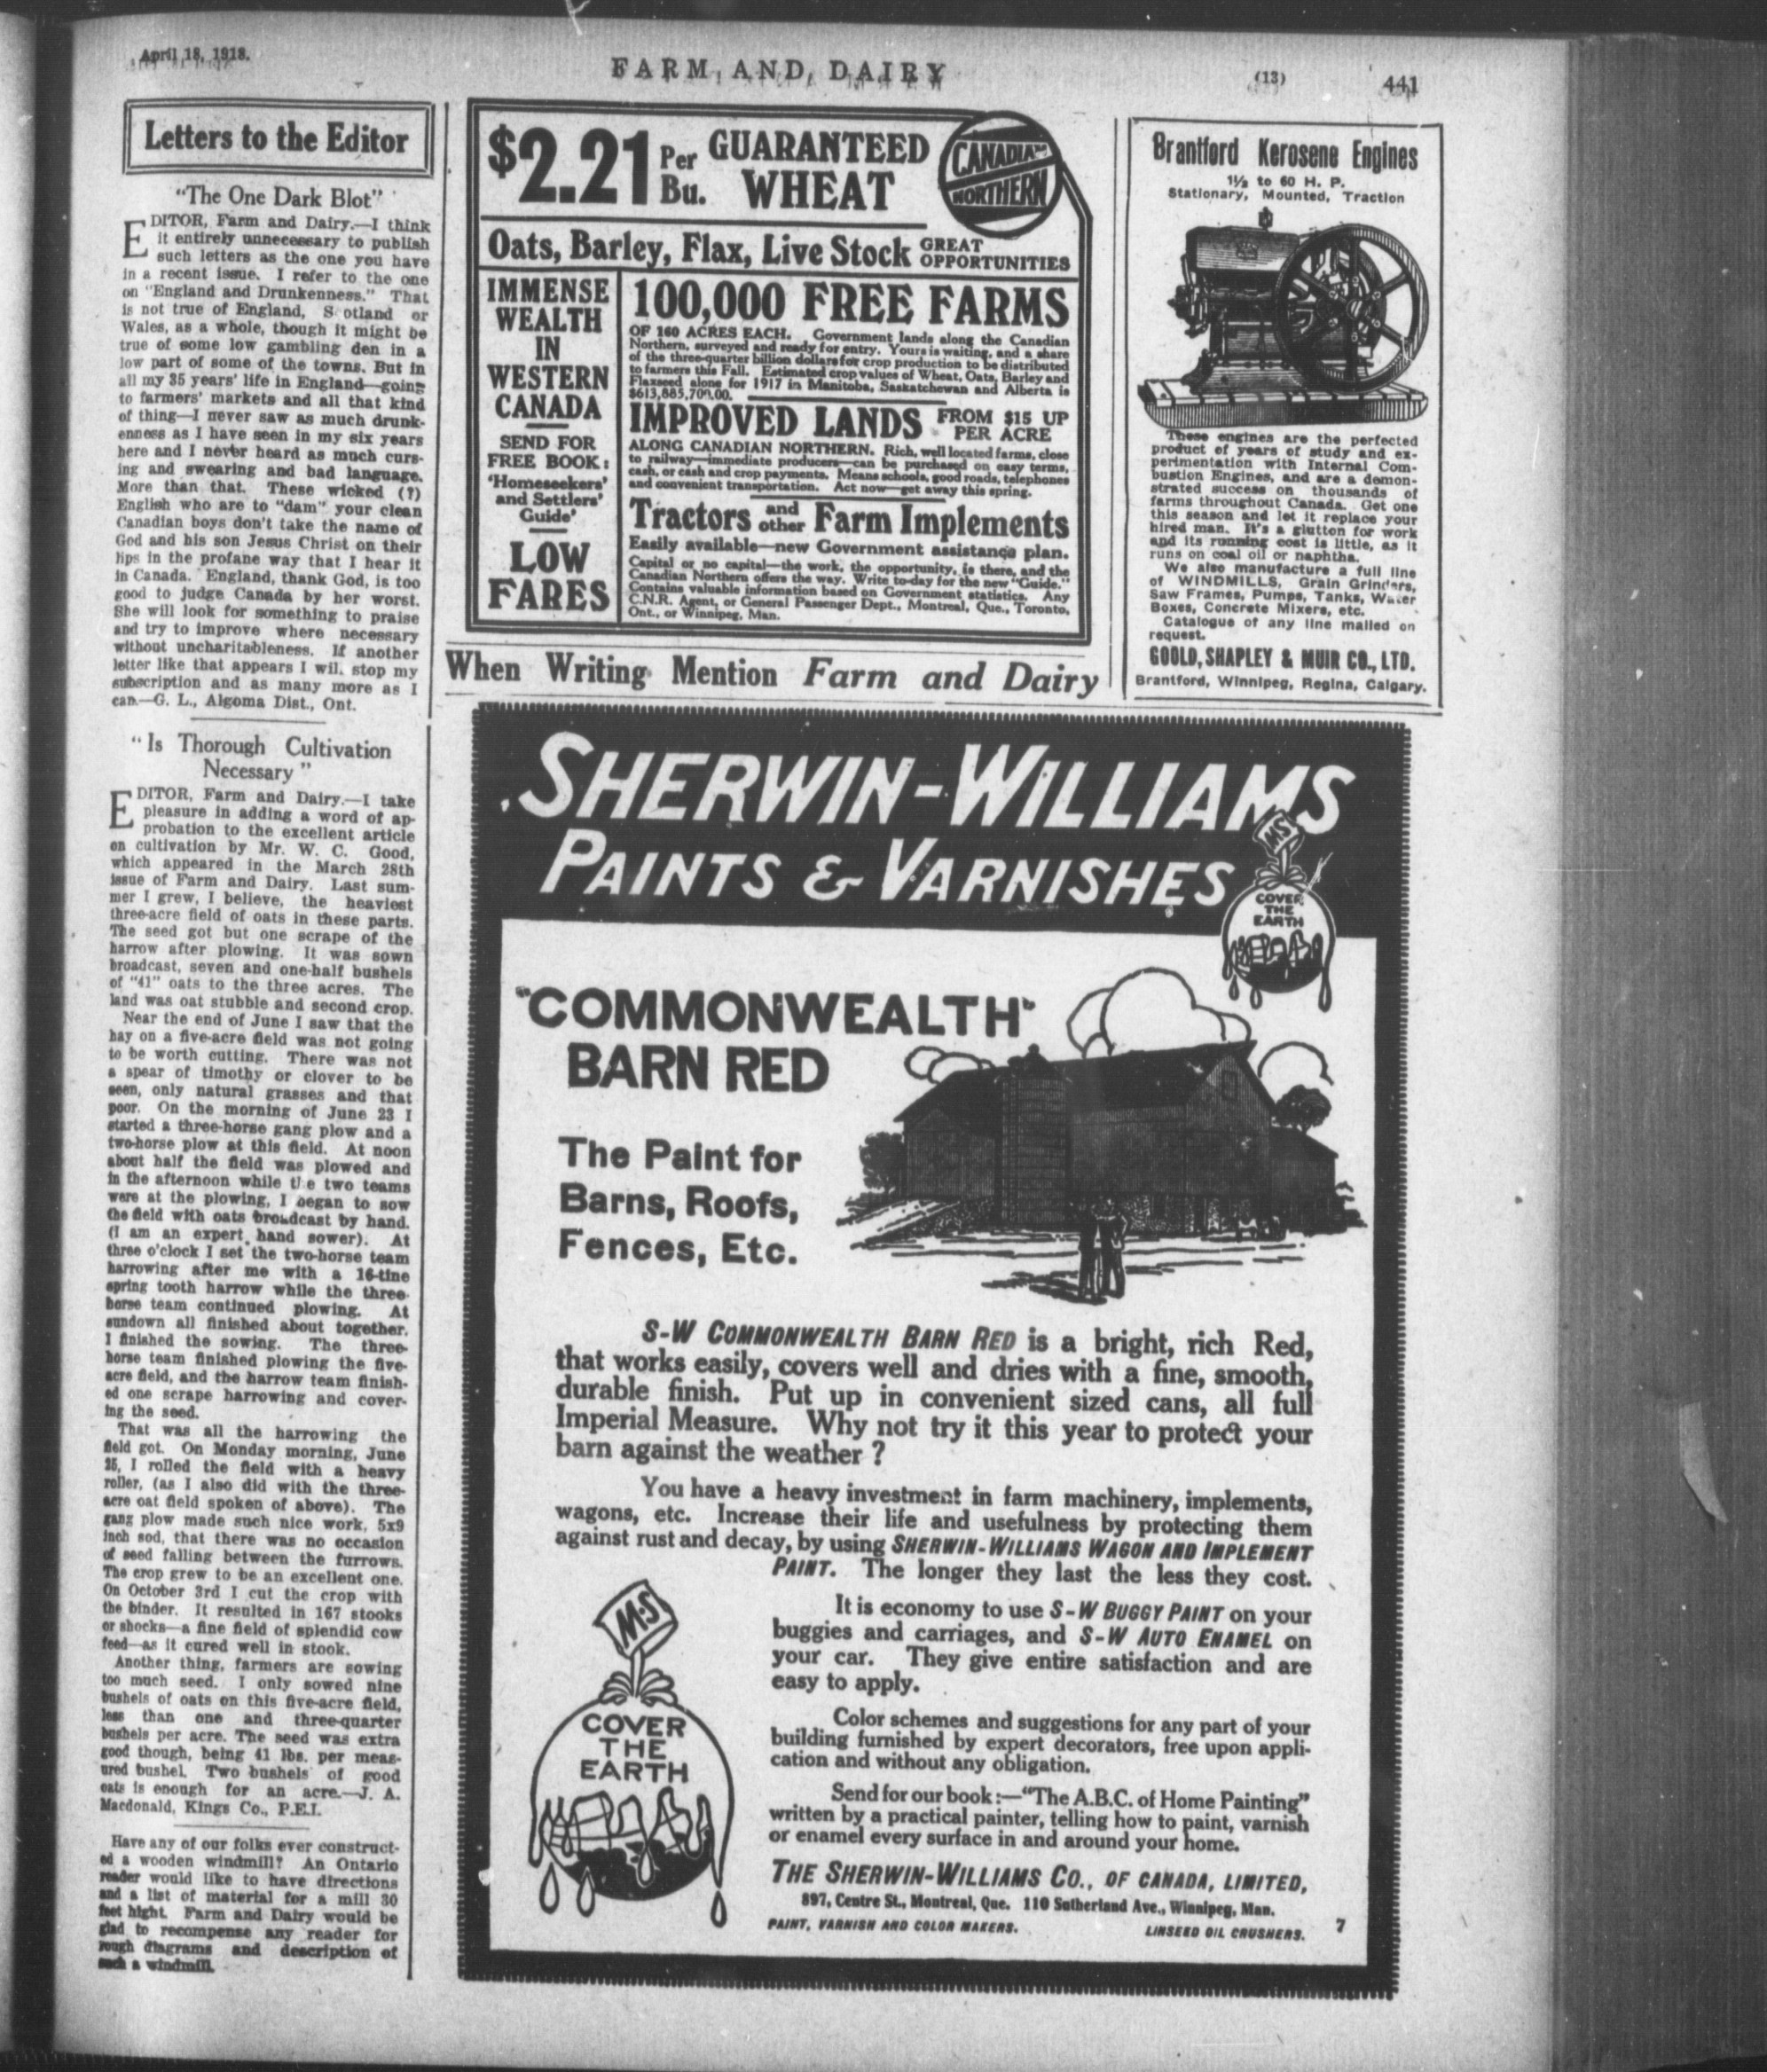 April 18, 1918.
FARM AND DAIRY
(13)
441
Letters to the Editor
"The One Dark Blot"
EDITOR, Farm and Dairy.—I think
it entirely unnecessary to publish
such letters as the one you have
in a recent issue. I refer to the one
on "England and Drunkenness." That
is not true of England, S otland or
Wales, as a whole, though it might be
true of some low gambling den in a
low part of some of the towns. But in
all my 35 years' life in England—going
to farmers' markets and all that kind
of thing—I never saw as much drunk-
enness as I have seen in my six years
here and I never heard as much curs-
ing and swearing and bad language.
More than that. These wicked (?)
English who are to "dam" your clean
Canadian boys don't take the name of
God and his son Jesus Christ on their
lips in the profane way that I hear it
in Canada. England, thank God, is too
good to judge Canada by her worst.
She will look for something to praise
and try to improve where necessary
without uncharitableness. If another
letter like that appears I wil. stop my
subscription and as many more as I
can.—G. L., Algoma Dist., Ont.
"Is Thorough Cultivation
Necessary"
EDITOR, Farm and Dairy.—I take
pleasure in adding a word of ap-
probation to the excellent article
on cultivation by Mr. W. C. Good,
which appeared in the March 28th
issue of Farm and Dairy. Last sum-
mer I grew, I believe, the heaviest
three-acre field of oats in these parts.
The seed got but one scrape of the
harrow after plowing. It was sown
broadcast, seven and one-half bushels
of "41" oats to the three acres. The
land was oat stubble and second crop.
Near the end of June I saw that the
hay on a five-acre field was not going
to be worth cutting. There was not
a spear of timothy or clover to be
seen, only natural grasses and that
poor. On the morning of June 23 I
started a three-horse gang plow and a
two-horse plow at this field. At noon
about half the field was plowed and
in the afternoon while the two teams
were at the plowing, I began to sow
the field with oats broadcast by hand.
(I am an expert hand sower). At
three o'clock I set the two-horse team
harrowing after me with a 16-tine
spring tooth harrow while the three-
horse team continued plowing. At
sundown all finished about together.
I finished the sowing. The three-
horse team finished plowing the five-
acre field, and the harrow team finish-
ed one scrape harrowing and cover-
ing the seed.
That was all the harrowing the
field got. On Monday morning, June
25, I rolled the field with a heavy
roller, (as I also did with the three-
acre oat field spoken of above). The
gang plow made such nice work, 5x9
inch sod, that there was no occasion
of seed falling between the furrows.
The crop grew to be an excellent one.
On October 3rd I cut the crop with
the binder. It resulted in 167 stooks
or shocks—a fine field of splendid cow
feed—as it cured well in stook.
Another thing, farmers are sowing
too much seed. I only sowed nine
bushels of oats on this five-acre field,
less than one and three-quarter
bushels per acre. The seed was extra
good though, being 41 lbs. per meas-
ured bushel. Two bushels of good
oats is enough for an acre.—J. A.
Macdonald, Kings Co., P.E.I.
Have any of our folks ever construct-
ed a wooden windmill? An Ontario
reader would like to have directions
and a list of material for a mill 30
feet hight. Farm and Dairy would be
glad to recompense any reader for
rough diagrams and description of
such a windmill.
$2.21 Per Bu. GUARANTEED WHEAT
CANADIAN NORTHERN
Oats, Barley, Flax, Live Stock GREAT OPPORTUNITIES
IMMENSE
WEALTH
IN
WESTERN
CANADA
SEND FOR
FREE BOOK:
'Homeseekers'
and Settlers'
Guide'
LOW
FARES
100,000 FREE FARMS
OF 160 ACRES EACH. Government lands along the Canadian
Northern, surveyed and ready for entry. Yours is waiting, and a share
of the three-quarter billion dollars for crop production to be distributed
to farmers this Fall. Estimated crop values of Wheat, Oats, Barley and
Flaxseed alone for 1917 in Manitoba, Saskatchewan and Alberta is
$613,885,700.00.
IMPROVED LANDS FROM $15 UP PER ACRE
ALONG CANADIAN NORTHERN. Rich, well located farms, close
to railway—immediate producers—can be purchased on easy terms,
cash, or cash and crop payments. Means schools, good roads, telephones
and convenient transportation. Act now—get away this spring.
Tractors and other Farm Implements
Easily available—new Government assistance plan.
Capital or no capital—the work, the opportunity, is there, and the
Canadian Northern offers the way. Write to-day for the new "Guide."
Contains valuable information based on Government statistics. Any
C.N.R. Agent, or General Passenger Dept., Montreal, Que., Toronto,
Ont., or Winnipeg, Man.
When Writing Mention Farm and Dairy
Brantford Kerosene Engines
1½ to 60 H. P.
Stationary, Mounted, Traction
These engines are the perfected
product of years of study and ex-
perimentation with Internal Com-
bustion Engines, and are a demon-
strated success on thousands of
farms throughout Canada. Get one
this season and let it replace your
hired man. It's a glutton for work
and its running cost is little, as it
runs on coal oil or naphtha.
We also manufacture a full line
of WINDMILLS, Grain Grinders,
Saw Frames, Pumps, Tanks, Water
Boxes, Concrete Mixers, etc.
Catalogue of any line mailed on
request.
GOOLD, SHAPLEY & MUIR CO., LTD.
Brantford, Winnipeg, Regina, Calgary.
SHERWIN-WILLIAMS
PAINTS & VARNISHES
COVER
THE
EARTH
"COMMONWEALTH"
BARN RED
The Paint for
Barns, Roofs,
Fences, Etc.
S-W COMMONWEALTH BARN RED is a bright, rich Red,
that works easily, covers well and dries with a fine, smooth,
durable finish. Put up in convenient sized cans, all full
Imperial Measure. Why not try it this year to protect your
barn against the weather ?
You have a heavy investment in farm machinery, implements,
wagons, etc. Increase their life and usefulness by protecting them
against rust and decay, by using SHERWIN-WILLIAMS WAGON AND IMPLEMENT
PAINT. The longer they last the less they cost.
It is economy to use S-W BUGGY PAINT on your
buggies and carriages, and S-W AUTO ENAMEL on
your car. They give entire satisfaction and are
easy to apply.
Color schemes and suggestions for any part of your
building furnished by expert decorators, free upon appli-
cation and without any obligation.
Send for our book :—"The A.B.C. of Home Painting"
written by a practical painter, telling how to paint, varnish
or enamel every surface in and around your home.
THE SHERWIN-WILLIAMS CO., OF CANADA, LIMITED,
897, Centre St., Montreal, Que. 110 Sutherland Ave., Winnipeg, Man.
PAINT, VARNISH AND COLOR MAKERS. LINSEED OIL CRUSHERS.
7
COVER
THE
EARTH